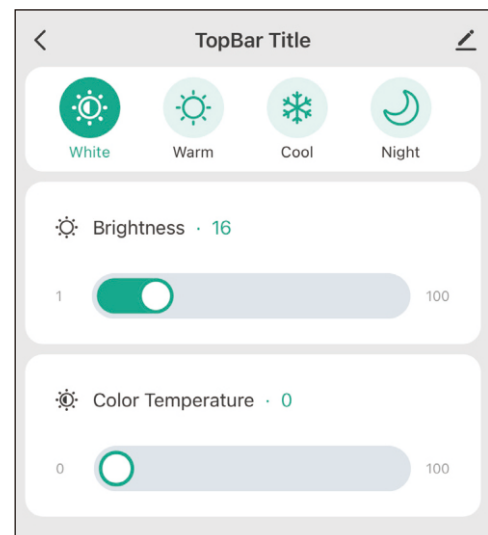 TopBar Title
White Warm Cool Night
Brightness · 16
1 100
Color Temperature · 0
0 100